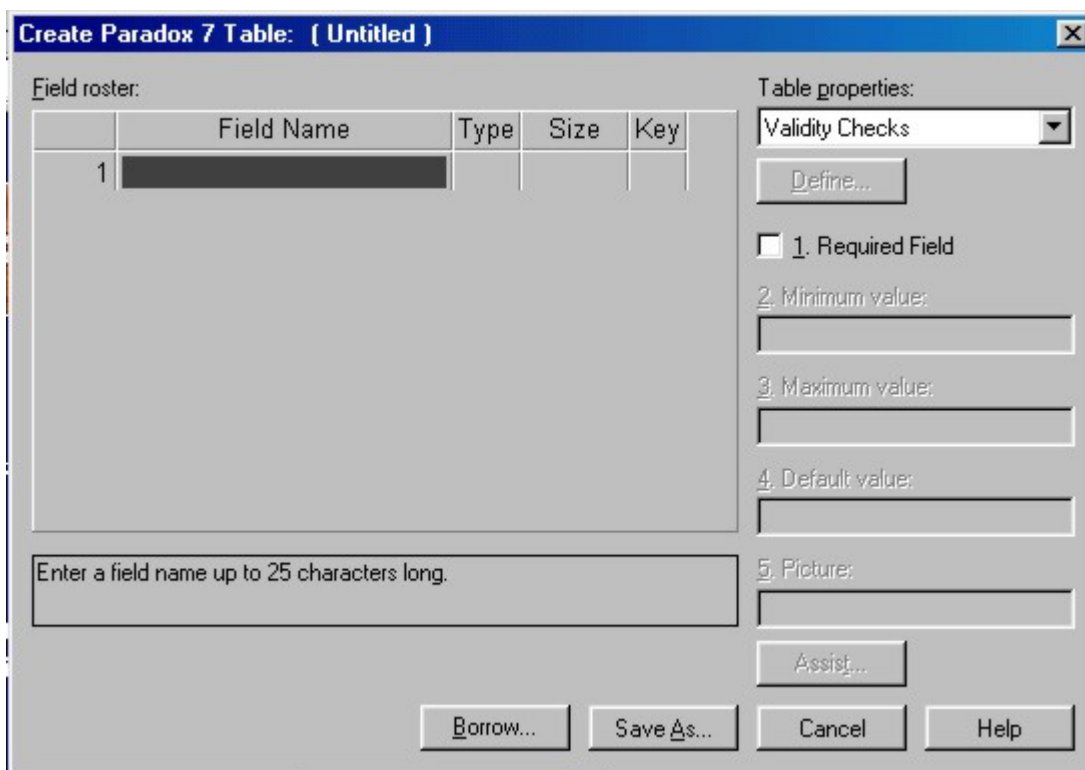 Create Paradox 7 Table: ( Untitled )
Field roster:
Field Name Type Size Key
1
Enter a field name up to 25 characters long.
Table properties:
Validity Checks
Define...
1. Required Field
2. Minimum value:
3. Maximum value:
4. Default value:
5. Picture:
Assist...
Borrow... Save As... Cancel Help